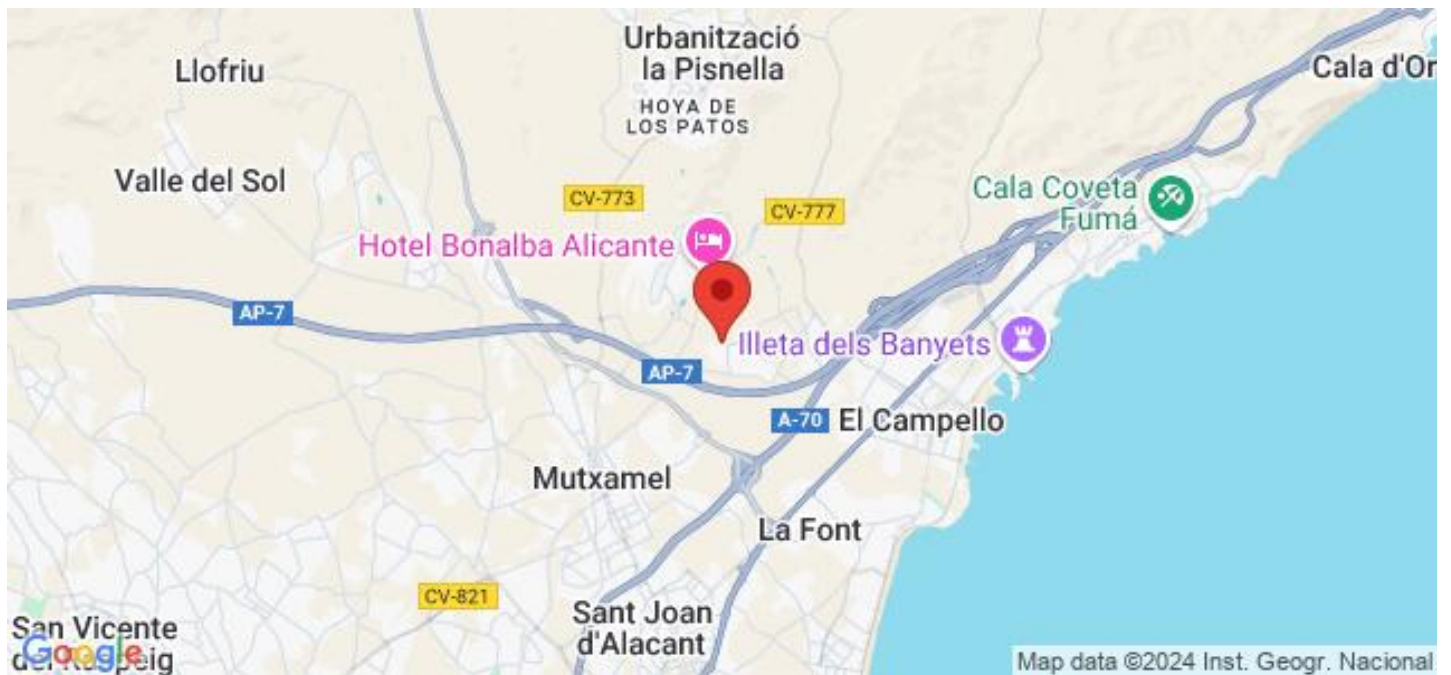 Urbanització
la Pisnella
Llofriu
Cala d'Or
HOYA DE
LOS PATOS
Valle del Sol
CV-773
CV-777
Cala Coveta
Fumá
Hotel Bonalba Alicante
AP-7
Illeta dels Banyets
AP-7
A-70
El Campello
Mutxamel
La Font
CV-821
Sant Joan
d'Alacant
San Vicente
Google
Map data ©2024 Inst. Geogr. Nacional